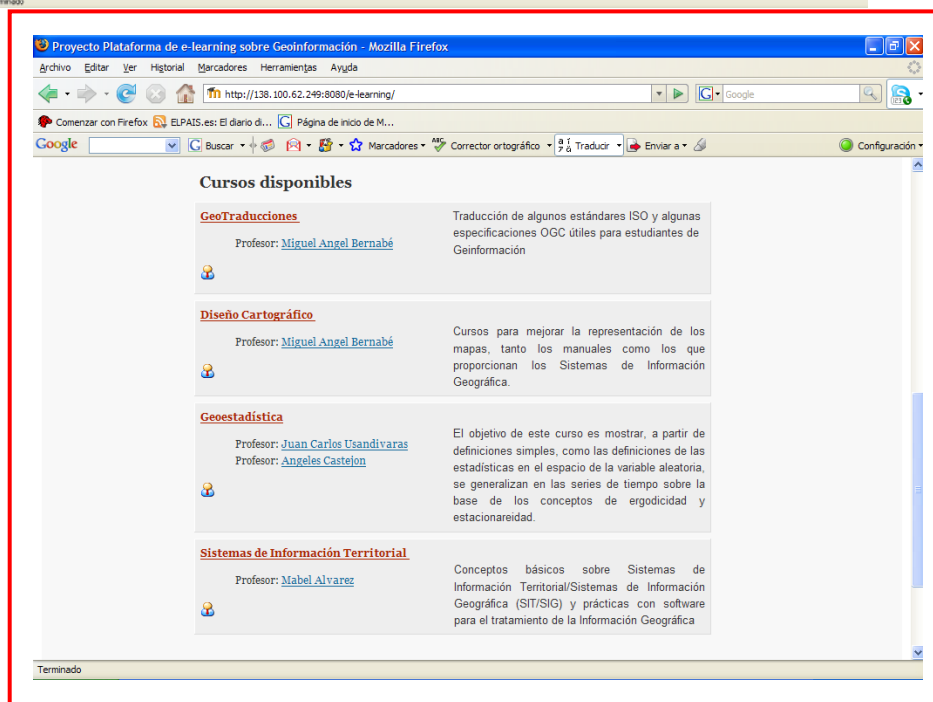 Terminado
Proyecto Plataforma de e-learning sobre Geoinformación - Mozilla Firefox
Archivo Editar Ver Historial Marcadores Herramientas Ayuda
http://138.100.62.249:8080/e-learning/ Google
Comenzar con Firefox ELPAIS.es: El diario di... Página de inicio de M...
Google Buscar Marcadores Corrector ortográfico Traducir Enviar a Configuración
Cursos disponibles
GeoTraducciones
Profesor: Miguel Angel Bernabé
Traducción de algunos estándares ISO y algunas
especificaciones OGC útiles para estudiantes de
Geinformación
Diseño Cartográfico
Profesor: Miguel Angel Bernabé
Cursos para mejorar la representación de los
mapas, tanto los manuales como los que
proporcionan los Sistemas de Información
Geográfica.
Geoestadística
Profesor: Juan Carlos Usandivaras
Profesor: Angeles Castejon
El objetivo de este curso es mostrar, a partir de
definiciones simples, como las definiciones de las
estadísticas en el espacio de la variable aleatoria,
se generalizan en las series de tiempo sobre la
base de los conceptos de ergodicidad y
estacionareidad.
Sistemas de Información Territorial
Profesor: Mabel Alvarez
Conceptos básicos sobre Sistemas de
Información Territorial/Sistemas de Información
Geográfica (SIT/SIG) y prácticas con software
para el tratamiento de la Información Geográfica
Terminado